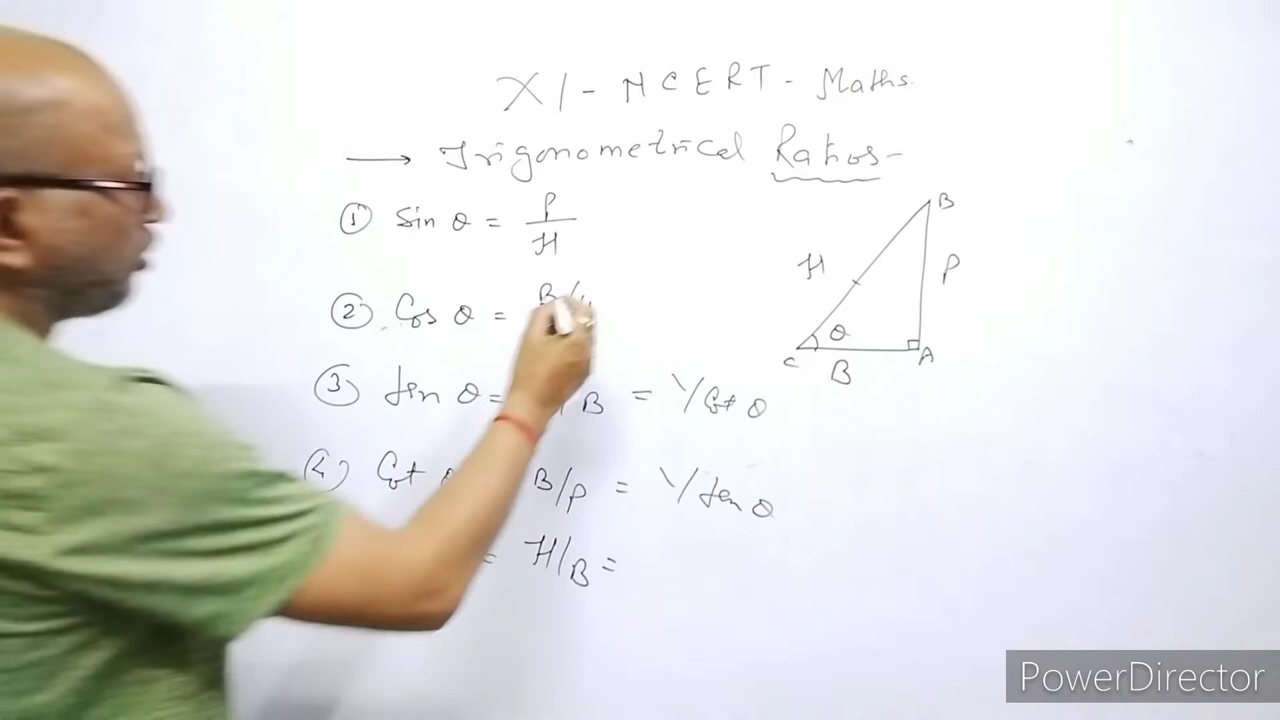 XI - NCERT - Maths
→ Trigonometrical Ratios -
① Sin θ = P/H
② Cos θ = B/
③ tan θ = /B = 1/Cot θ
(4) Cot B/P = 1/tan θ
= H/B =
B
H
P
θ
C
A
B
PowerDirector